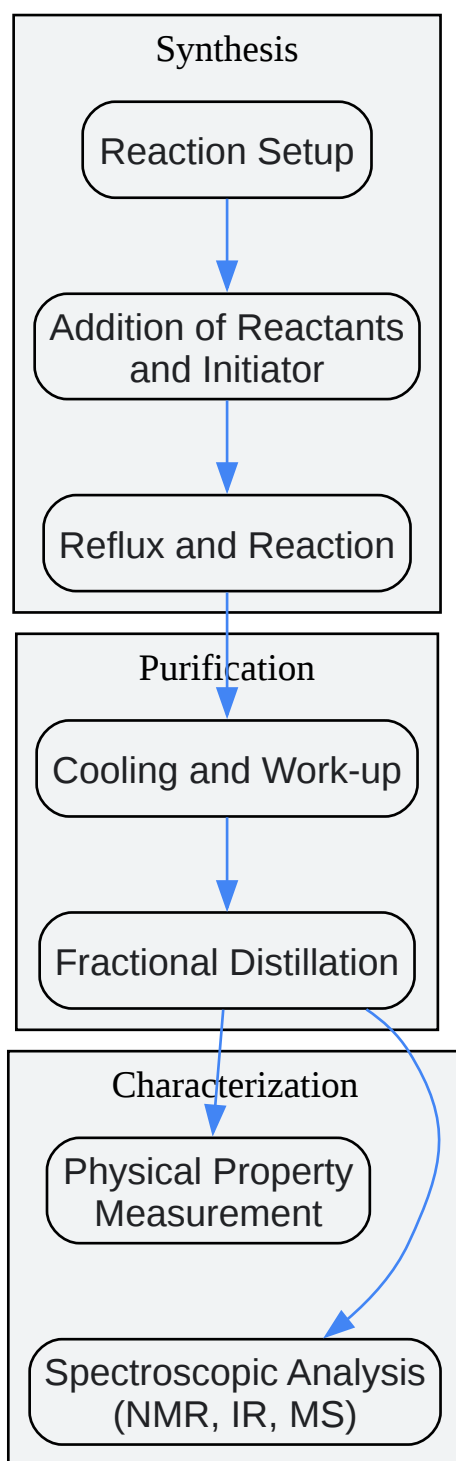 Synthesis
Reaction Setup
Addition of Reactants
and Initiator
Reflux and Reaction
Purification
Cooling and Work-up
Fractional Distillation
Characterization
Physical Property
Measurement
Spectroscopic Analysis
(NMR, IR, MS)